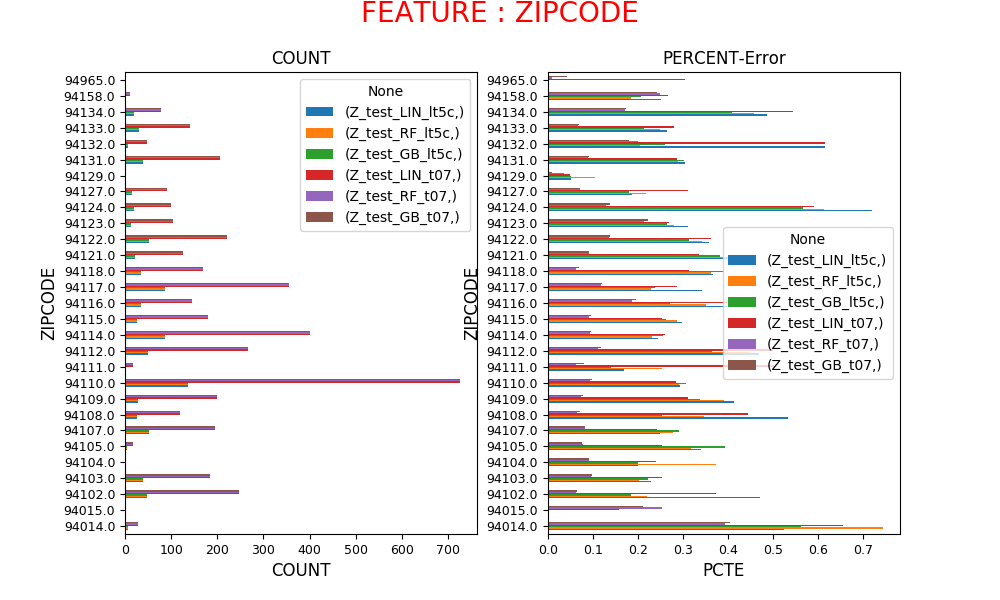 FEATURE : ZIPCODE
COUNT
ZIPCODE
94965.0
94158.0
94134.0
94133.0
94132.0
94131.0
94129.0
94127.0
94124.0
94123.0
94122.0
94121.0
94118.0
94117.0
94116.0
94115.0
94114.0
94112.0
94111.0
94110.0
94109.0
94108.0
94107.0
94105.0
94104.0
94103.0
94102.0
94015.0
94014.0
None
(Z_test_LIN_lt5c,)
(Z_test_RF_lt5c,)
(Z_test_GB_lt5c,)
(Z_test_LIN_t07,)
(Z_test_RF_t07,)
(Z_test_GB_t07,)
0 100 200 300 400 500 600 700
COUNT
PERCENT-Error
ZIPCODE
94965.0
94158.0
94134.0
94133.0
94132.0
94131.0
94129.0
94127.0
94124.0
94123.0
94122.0
94121.0
94118.0
94117.0
94116.0
94115.0
94114.0
94112.0
94111.0
94110.0
94109.0
94108.0
94107.0
94105.0
94104.0
94103.0
94102.0
94015.0
94014.0
None
(Z_test_LIN_lt5c,)
(Z_test_RF_lt5c,)
(Z_test_GB_lt5c,)
(Z_test_LIN_t07,)
(Z_test_RF_t07,)
(Z_test_GB_t07,)
0.0 0.1 0.2 0.3 0.4 0.5 0.6 0.7
PCTE